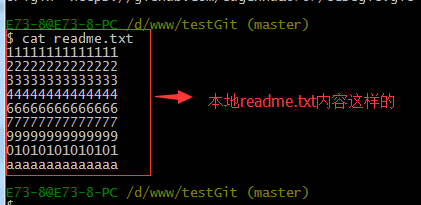 E73-8@E73-8-PC /d/www/testGit (master)
$ cat readme.txt
11111111111111
22222222222222
33333333333333
44444444444444
66666666666666
77777777777777
99999999999999
01010101010101
aaaaaaaaaaaaaa
本地readme.txt内容这样的
E73-8@E73-8-PC /d/www/testGit (master)